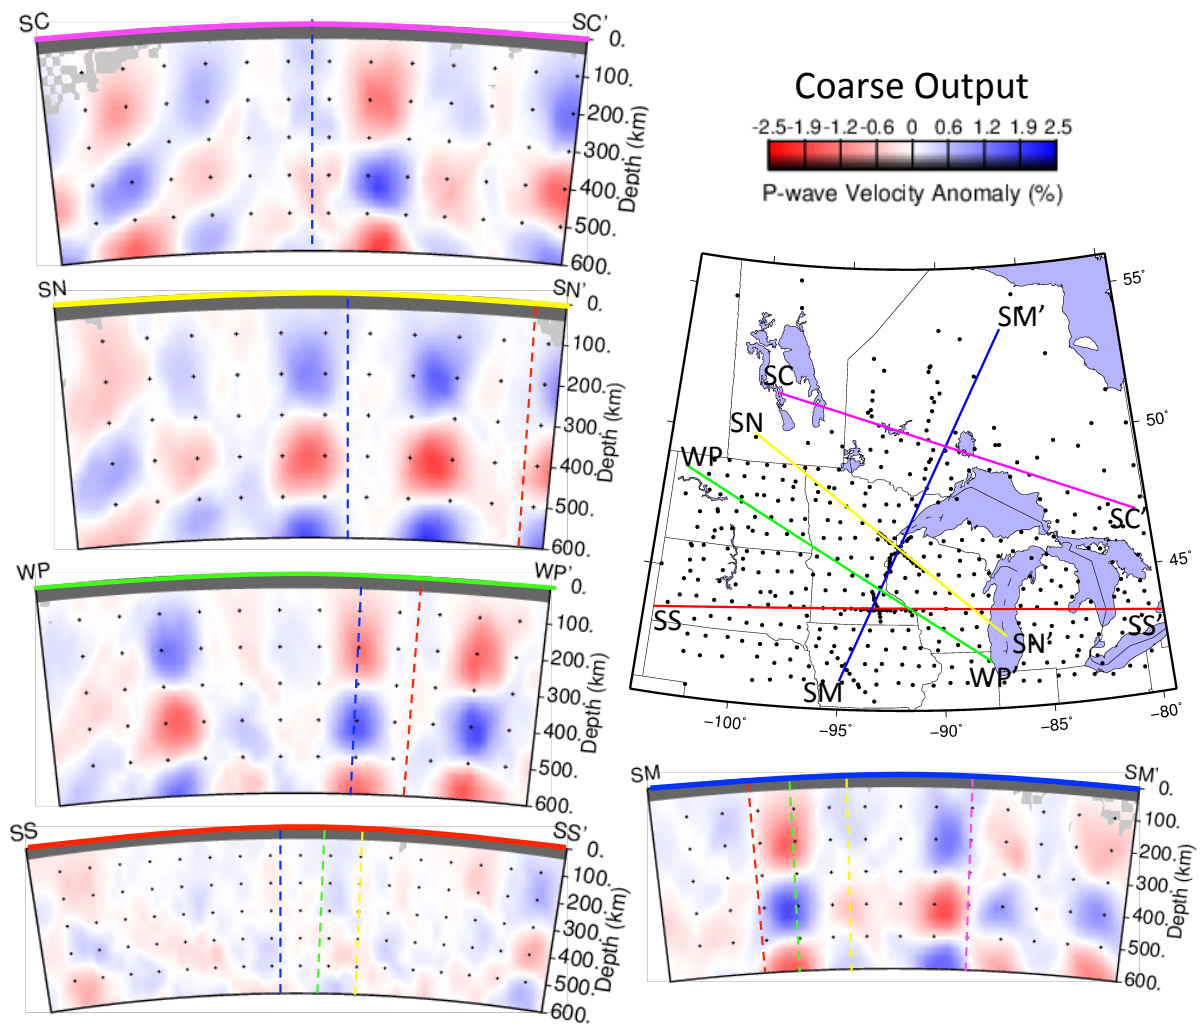 SC
SC’
0.
100.
200.
300.
400.
500.
600.
Depth (km)
Coarse Output
-2.5 -1.9 -1.2 -0.6 0 0.6 1.2 1.9 2.5
P-wave Velocity Anomaly (%)
SN
SN’
0.
100.
200.
300.
400.
500.
600.
Depth (km)
55°
SM’
SC
SN
50°
WP
SC’
45°
SS
SS’
SN’
WP’
SM
−100°
−95°
−90°
−85°
−80°
WP
WP’
0.
100.
200.
300.
400.
500.
600.
Depth (km)
SS
SS’
0.
100.
200.
300.
400.
500.
600.
Depth (km)
SM
SM’
0.
100.
200.
300.
400.
500.
600.
Depth (km)